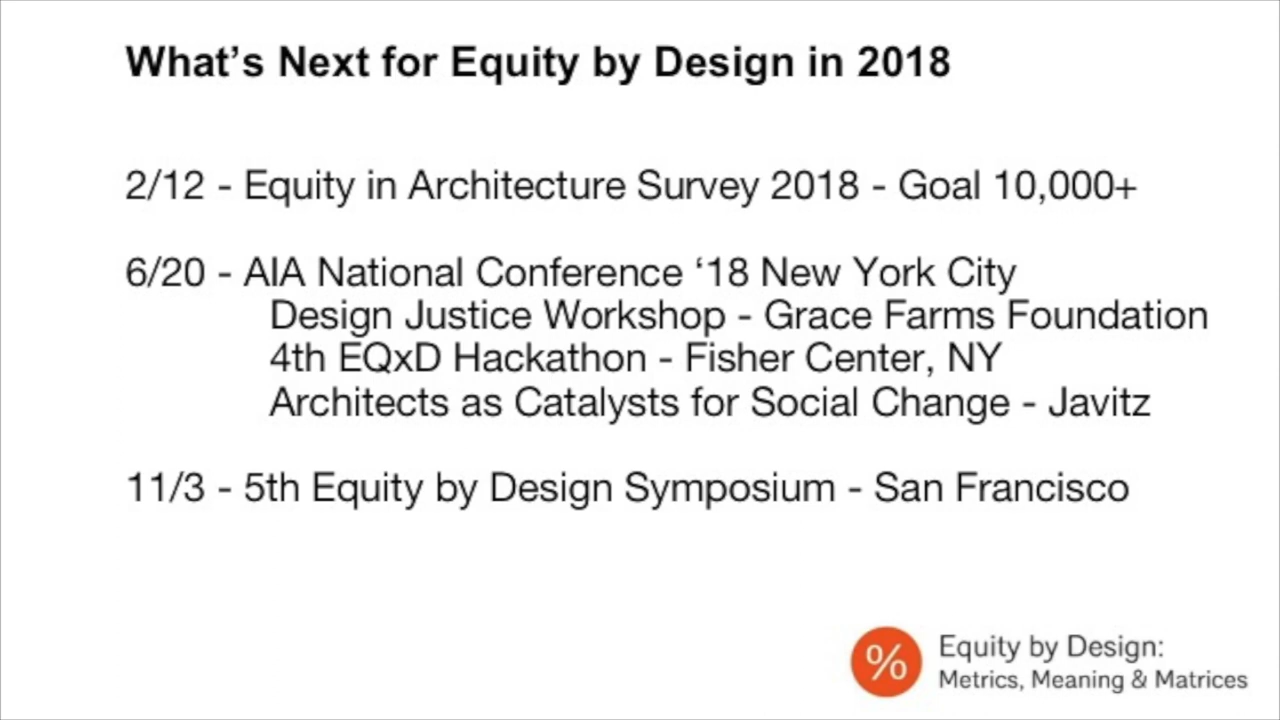 What’s Next for Equity by Design in 2018
2/12 - Equity in Architecture Survey 2018 - Goal 10,000+
6/20 - AIA National Conference ‘18 New York City
Design Justice Workshop - Grace Farms Foundation
4th EQxD Hackathon - Fisher Center, NY
Architects as Catalysts for Social Change - Javitz
11/3 - 5th Equity by Design Symposium - San Francisco
%
Equity by Design:
Metrics, Meaning & Matrices